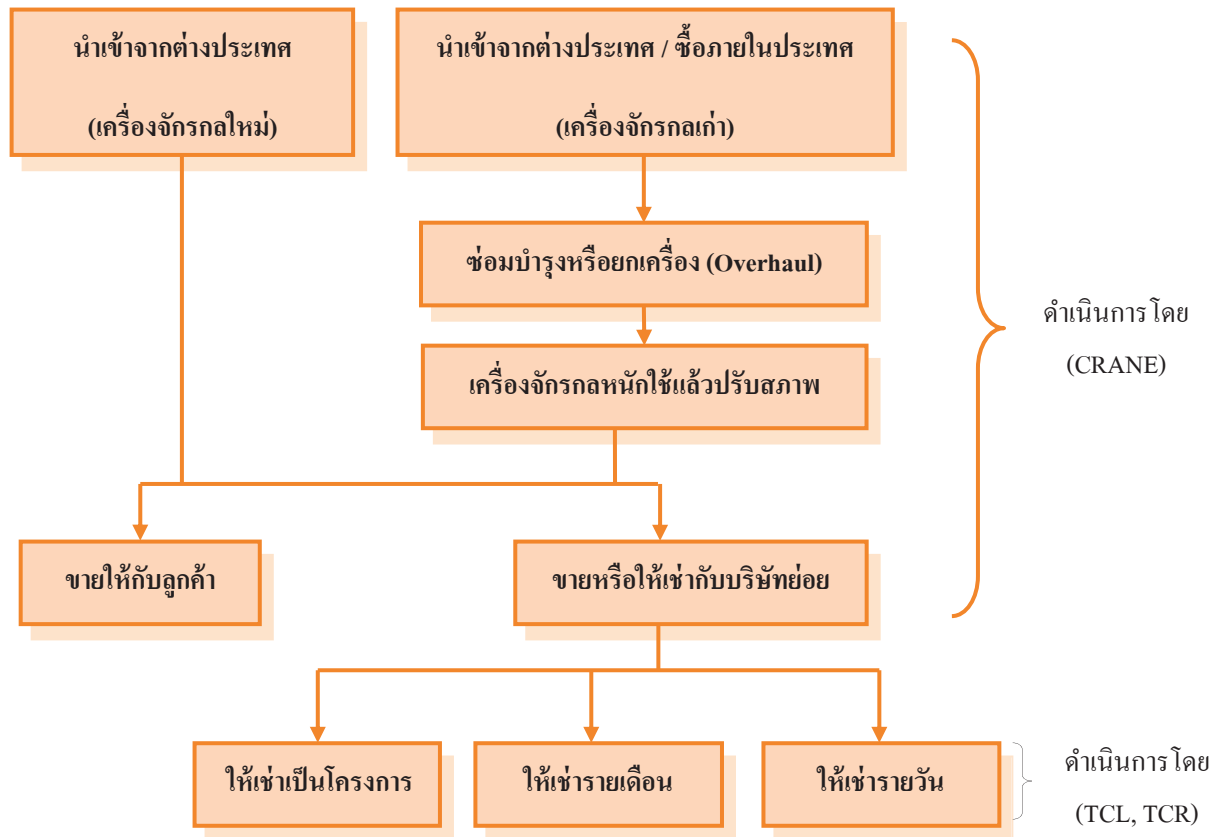 นำเข้าจากต่างประเทศ
(เครื่องจักรกลใหม่)
นำเข้าจากต่างประเทศ / ซื้อภายในประเทศ
(เครื่องจักรกลเก่า)
ซ่อมบำรุงหรือยกเครื่อง (Overhaul)
เครื่องจักรกลหนักใช้แล้วปรับสภาพ
ดำเนินการโดย
(CRANE)
ขายให้กับลูกค้า
ขายหรือให้เช่ากับบริษัทย่อย
ให้เช่าเป็นโครงการ
ให้เช่ารายเดือน
ให้เช่ารายวัน
ดำเนินการโดย
(TCL, TCR)